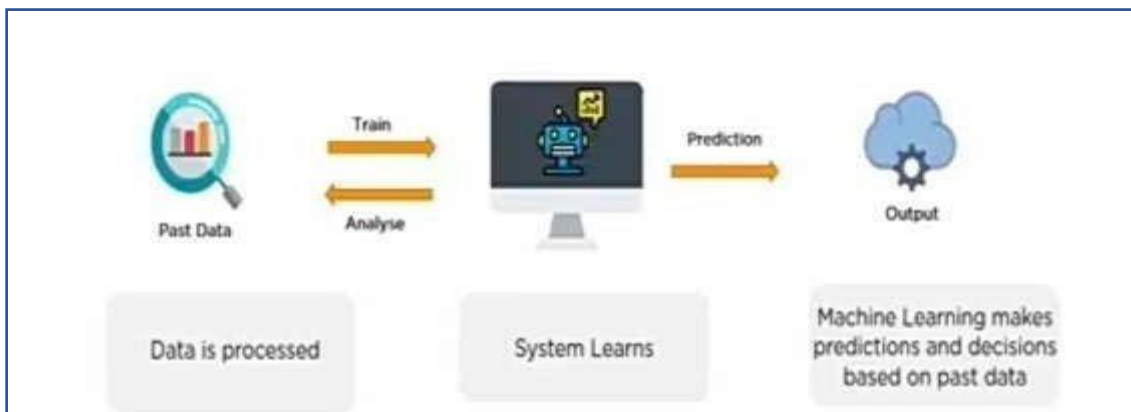 Train
Prediction
Past Data
Analyse
Output
Data is processed
System Learns
Machine Learning makes
predictions and decisions
based on past data